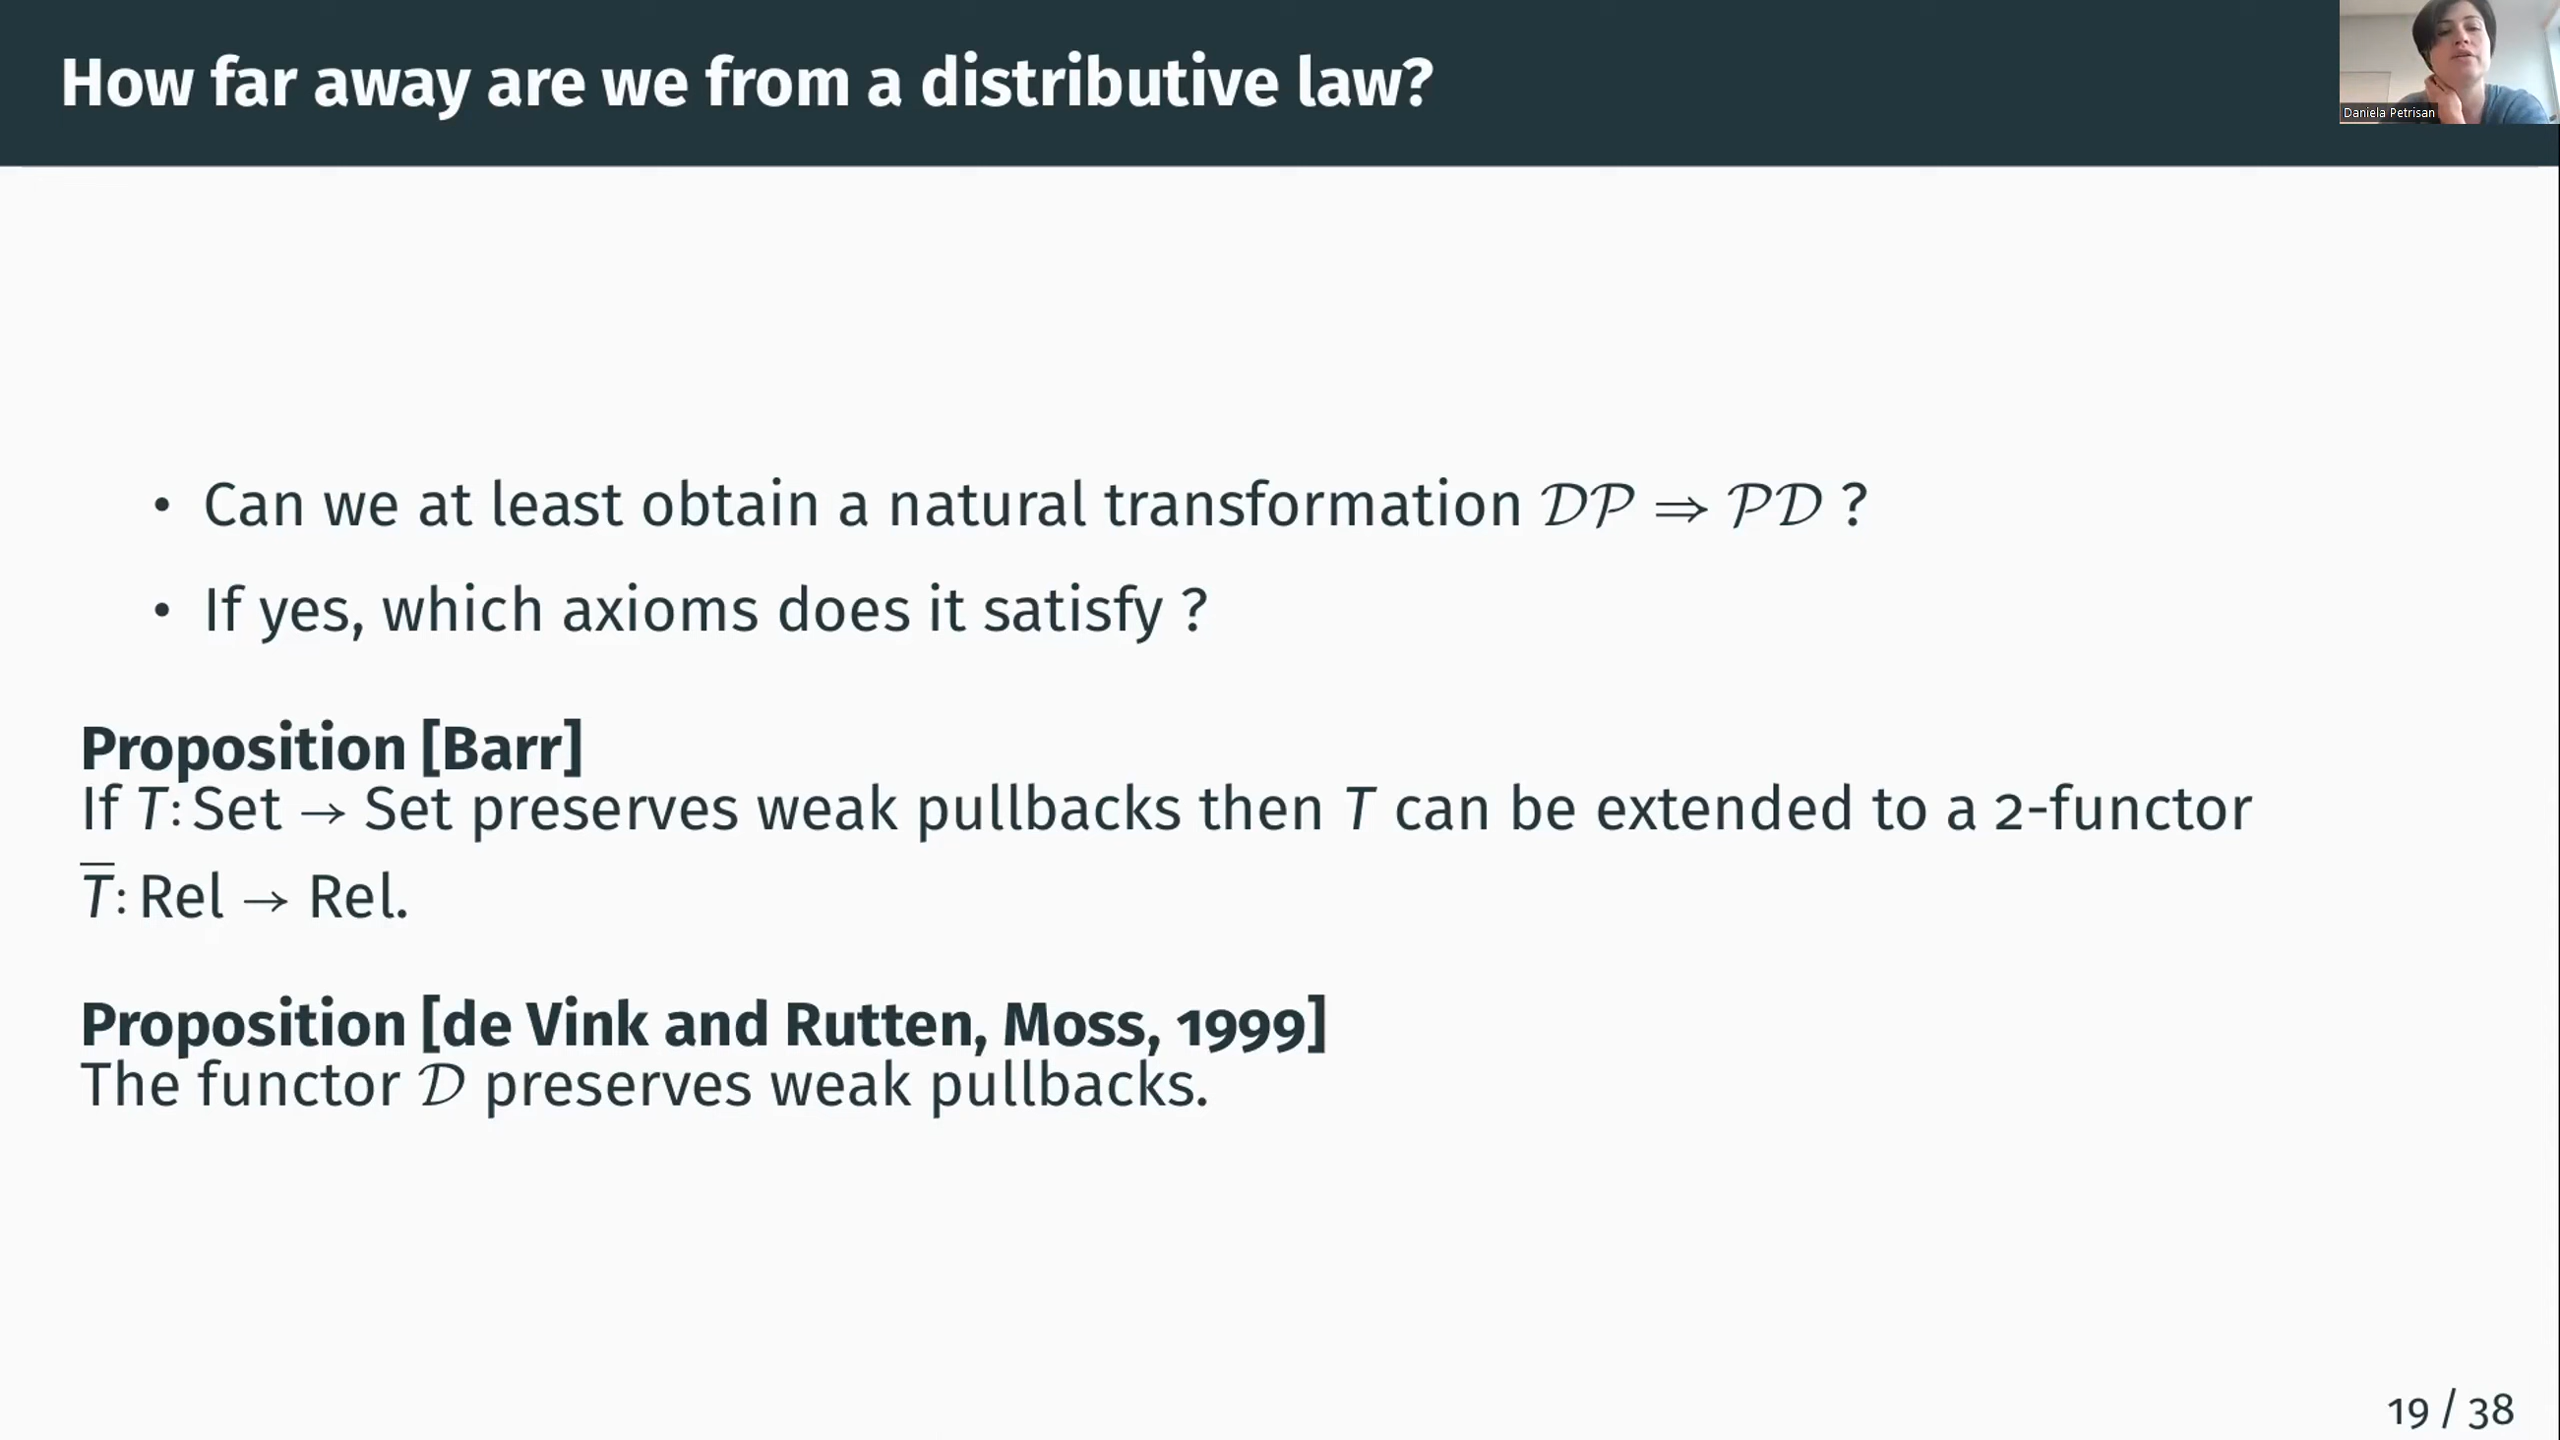 How far away are we from a distributive law?
Daniela Petrisan
• Can we at least obtain a natural transformation 𝒟𝒫 ⇒ 𝒫𝒟 ?
• If yes, which axioms does it satisfy ?
Proposition [Barr]
If T: Set → Set preserves weak pullbacks then T can be extended to a 2-functor
T̅: Rel → Rel.
Proposition [de Vink and Rutten, Moss, 1999]
The functor 𝒟 preserves weak pullbacks.
19 / 38